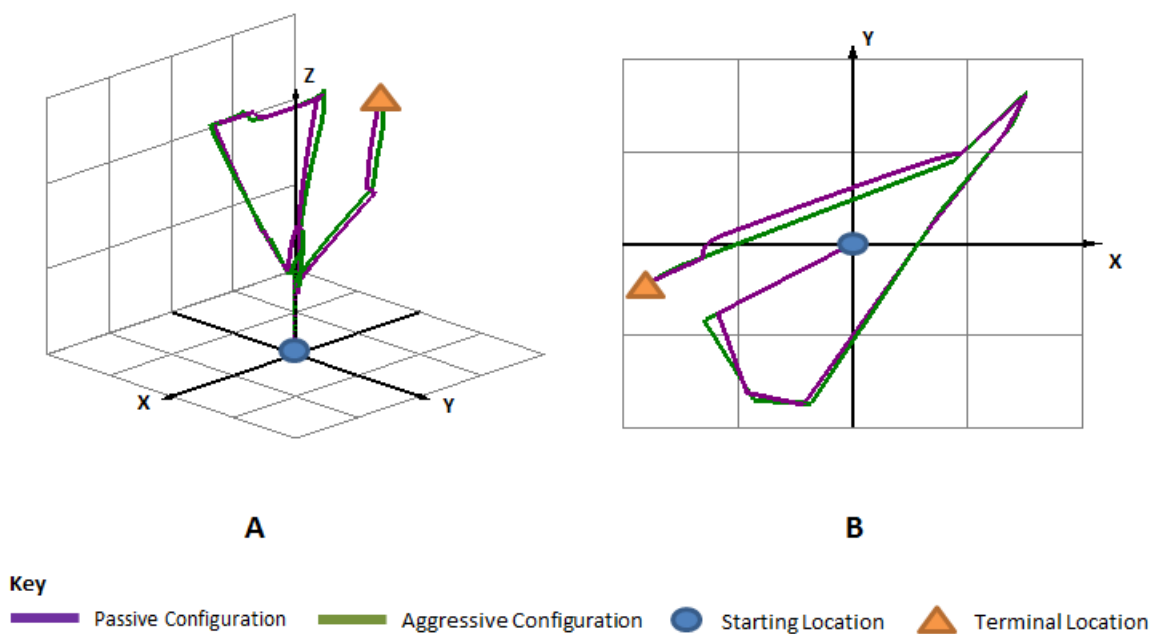 Z
Y
X
Y
X
A
B
Key
Passive Configuration
Aggressive Configuration
Starting Location
Terminal Location